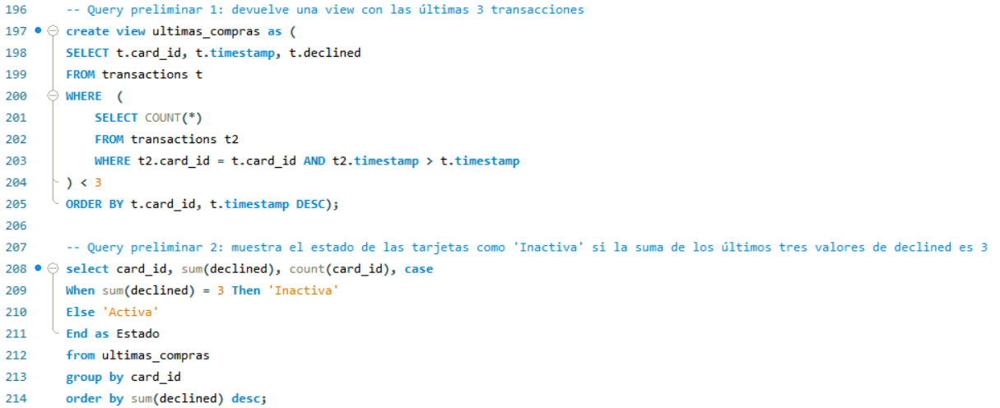 196 -- Query preliminar 1: devuelve una view con las últimas 3 transacciones
197 create view ultimas_compras as (
198 SELECT t.card_id, t.timestamp, t.declined
199 FROM transactions t
200 WHERE (
201 SELECT COUNT(*)
202 FROM transactions t2
203 WHERE t2.card_id = t.card_id AND t2.timestamp > t.timestamp
204 ) < 3
205 ORDER BY t.card_id, t.timestamp DESC);
206
207 -- Query preliminar 2: muestra el estado de las tarjetas como 'Inactiva' si la suma de los últimos tres valores de declined es 3
208 select card_id, sum(declined), count(card_id), case
209 When sum(declined) = 3 Then 'Inactiva'
210 Else 'Activa'
211 End as Estado
212 from ultimas_compras
213 group by card_id
214 order by sum(declined) desc;